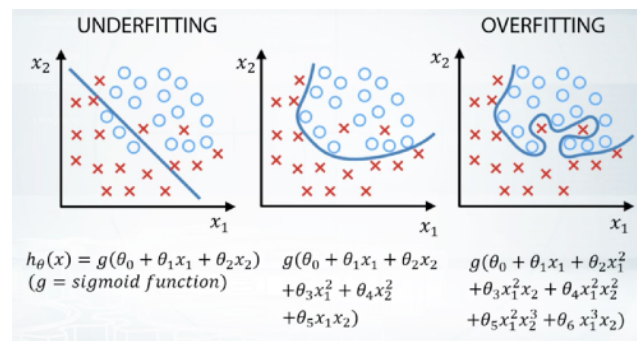 UNDERFITTING
OVERFITTING
x₂
x₁
x₂
x₁
x₂
x₁
h_θ(x) = g(θ₀ + θ₁x₁ + θ₂x₂)
(g = sigmoid function)
g(θ₀ + θ₁x₁ + θ₂x₂
+θ₃x₁² + θ₄x₂²
+θ₅x₁x₂)
g(θ₀ + θ₁x₁ + θ₂x₁²
+θ₃x₁²x₂ + θ₄x₁²x₂²
+θ₅x₁²x₂³ + θ₆ x₁³x₂)